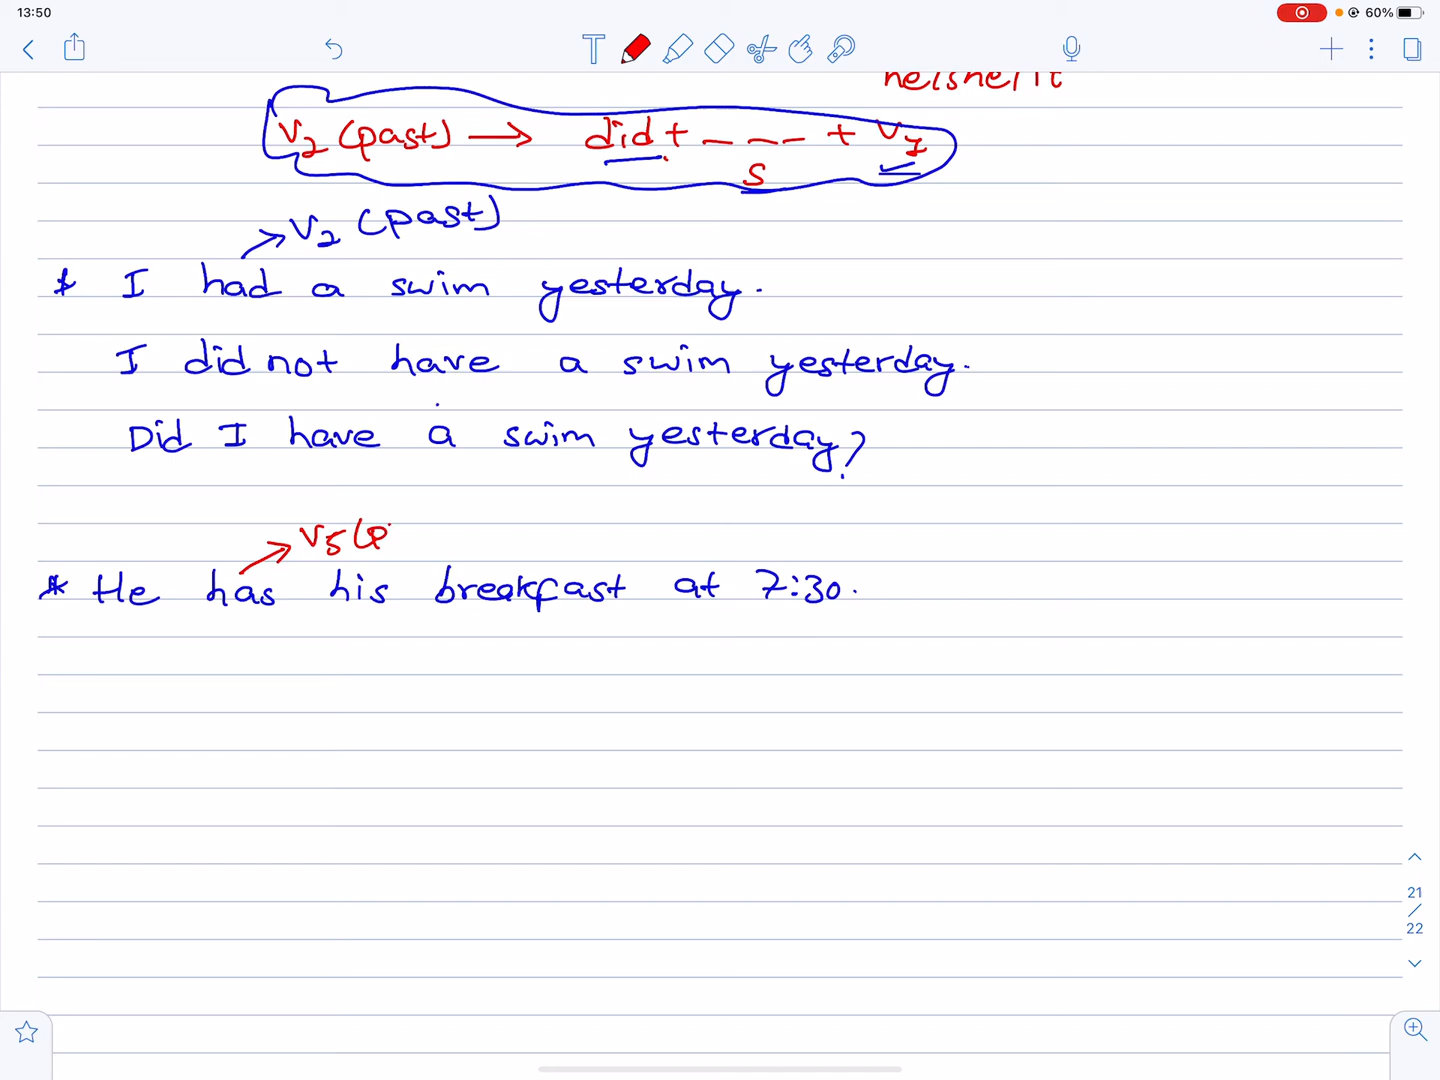 13:50
60%
he/she/it
V2 (past) → did + _ _ _ + V1
S
→ V2 (past)
* I had a swim yesterday.
I did not have a swim yesterday.
Did I have a swim yesterday?
→ V5 (P
* He has his breakfast at 7:30.
21
/
22